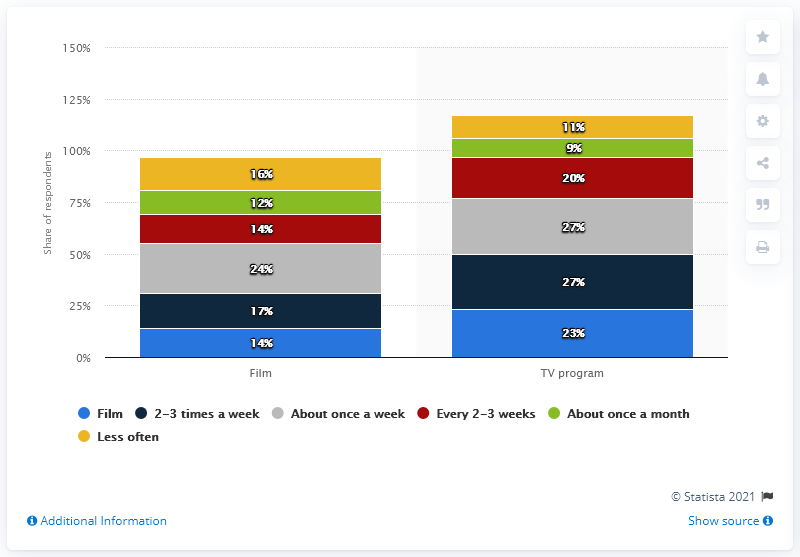 150%
125%
100%
75%
50%
25%
0%
Share of respondents
16%
12%
14%
24%
17%
14%
11%
9%
20%
27%
27%
23%
Film
TV program
Film
2-3 times a week
About once a week
Every 2-3 weeks
About once a month
Less often
© Statista 2021
Additional Information
Show source